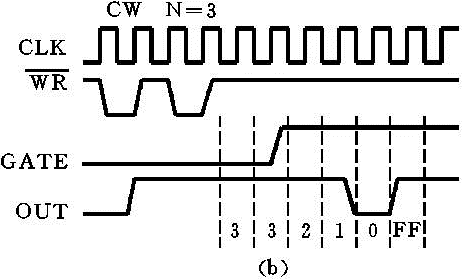 CW N=3
CLK
WR
GATE
OUT
3 3 2 1 0 FF
(b)